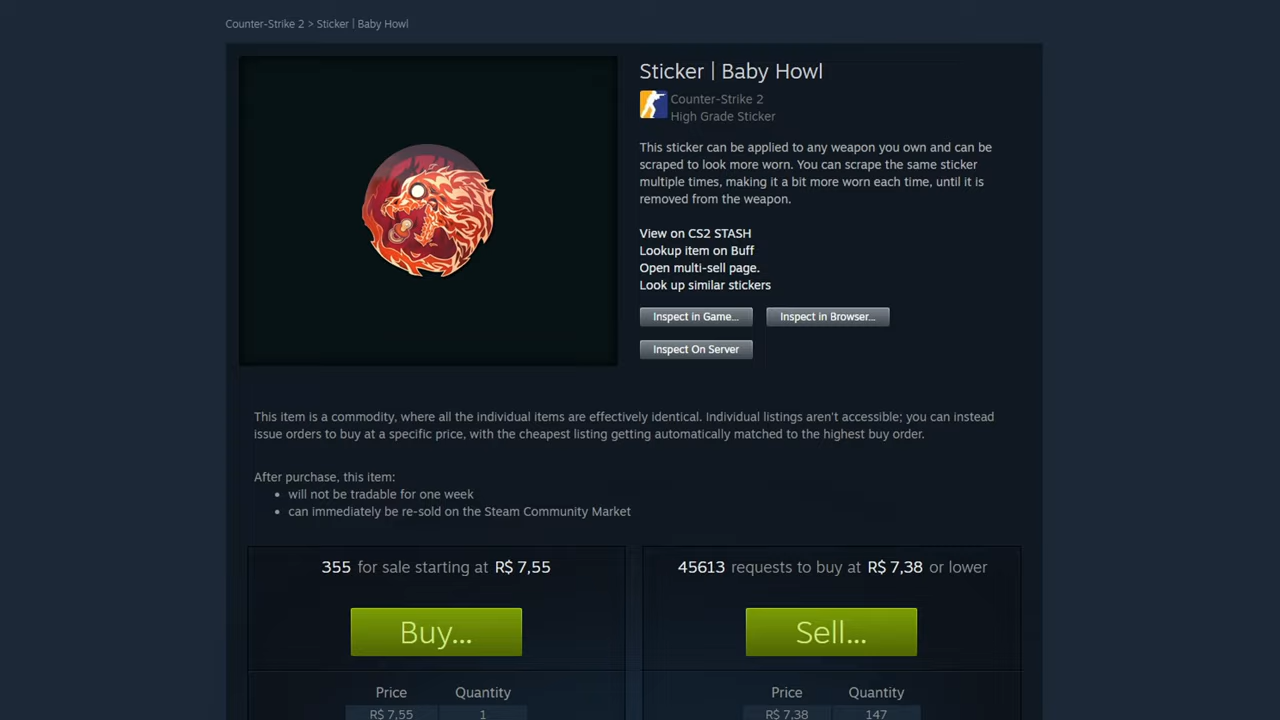 Counter-Strike 2 > Sticker | Baby Howl
Sticker | Baby Howl
Counter-Strike 2
High Grade Sticker
This sticker can be applied to any weapon you own and can be
scraped to look more worn. You can scrape the same sticker
multiple times, making it a bit more worn each time, until it is
removed from the weapon.
View on CS2 STASH
Lookup item on Buff
Open multi-sell page.
Look up similar stickers
Inspect in Game... Inspect in Browser...
Inspect On Server
This item is a commodity, where all the individual items are effectively identical. Individual listings aren't accessible; you can instead
issue orders to buy at a specific price, with the cheapest listing getting automatically matched to the highest buy order.
After purchase, this item:
• will not be tradable for one week
• can immediately be re-sold on the Steam Community Market
355 for sale starting at R$ 7,55
Buy...
Price Quantity
R$ 7,55 1
45613 requests to buy at R$ 7,38 or lower
Sell...
Price Quantity
R$ 7,38 147